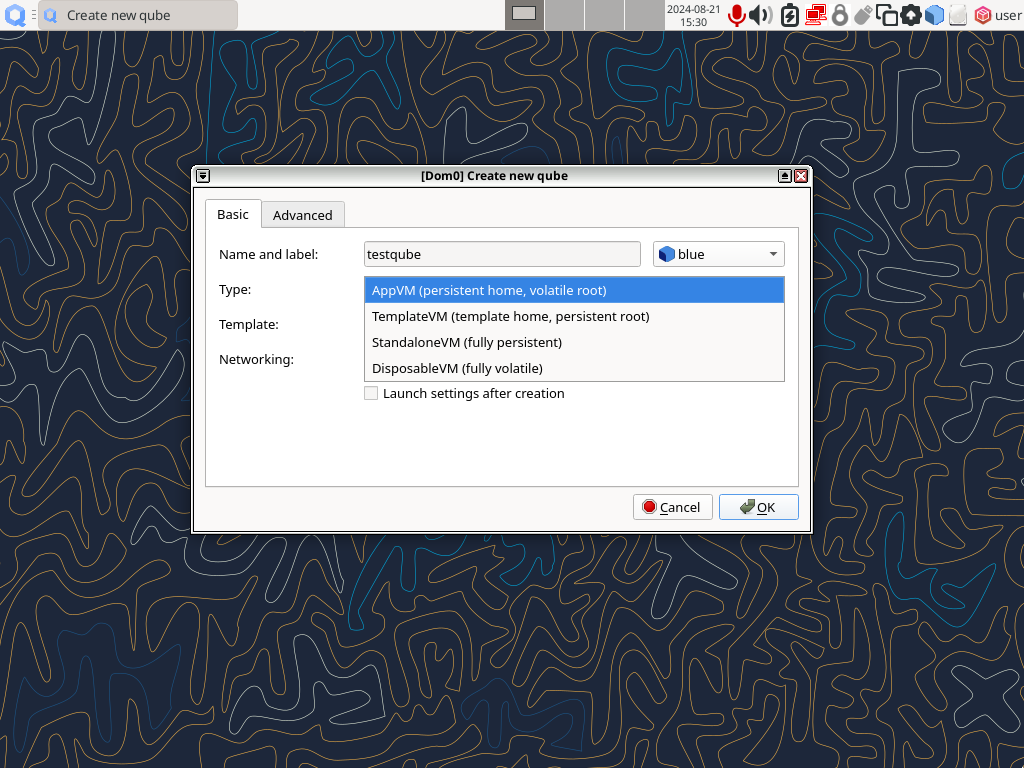 Create new qube
2024-08-21
15:30
user
[Dom0] Create new qube
Basic
Advanced
Name and label:
testqube
blue
Type:
AppVM (persistent home, volatile root)
TemplateVM (template home, persistent root)
Template:
StandaloneVM (fully persistent)
Networking:
DisposableVM (fully volatile)
Launch settings after creation
Cancel
OK